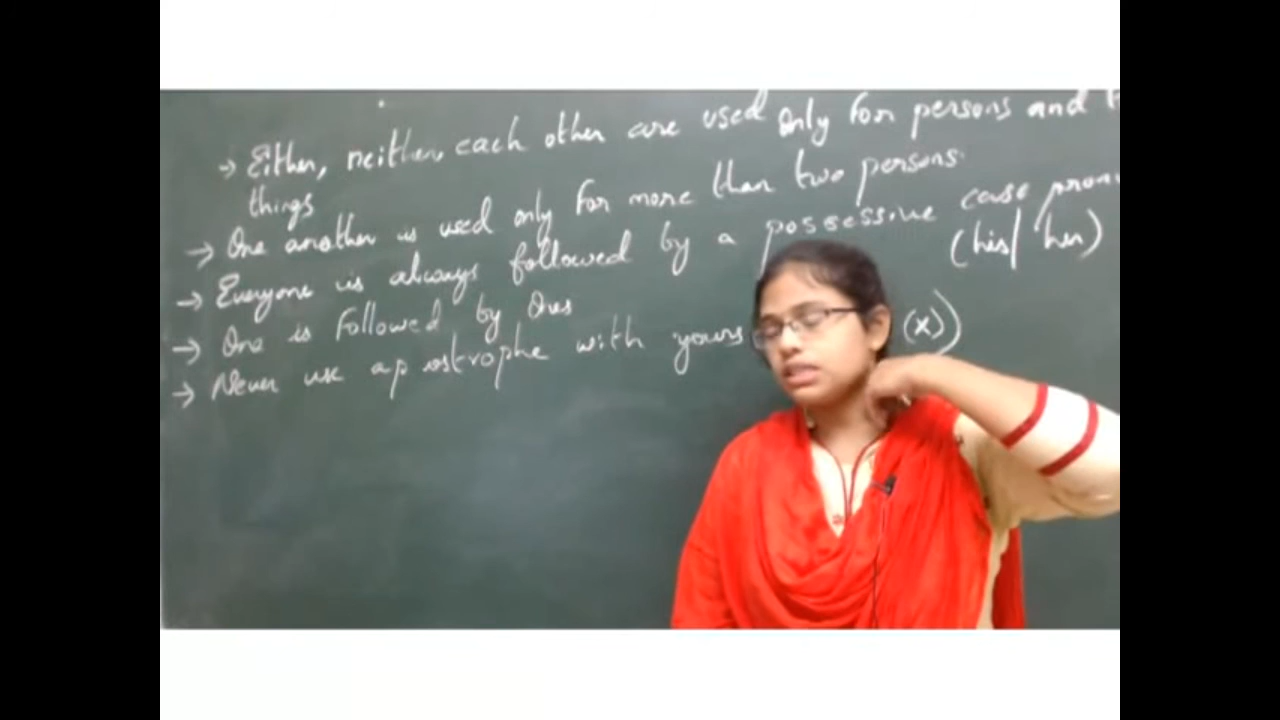 → Either, neither, each other are used only for persons and
things
→ One another is used only for more than two persons.
→ Everyone is always followed by a possessive case
(his/ her)
→ One is followed by Ones
→ Never use apostrophe with yours (x))